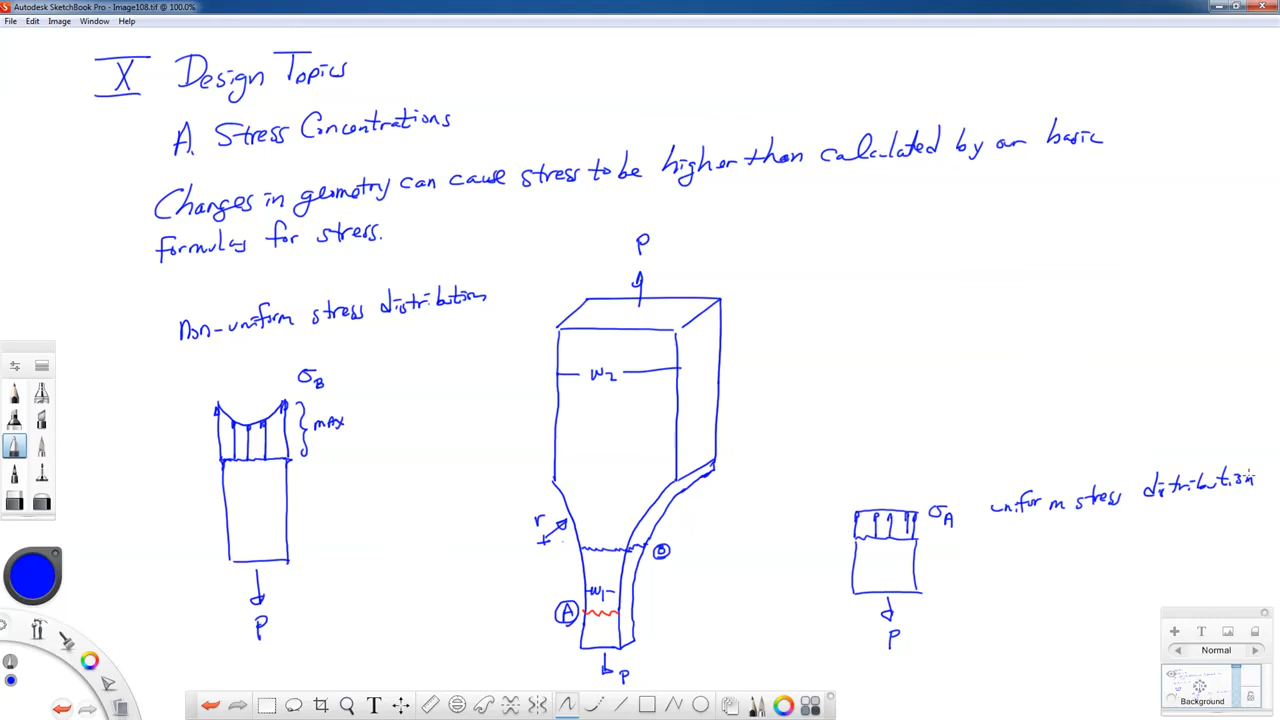 Autodesk SketchBook Pro - Image108.tif @ 100.0%
File Edit Image Window Help
X Design Topics
A. Stress Concentrations
Changes in geometry can cause stress to be higher than calculated by our basic
formulas for stress.
P
Non-uniform stress distribution
σB
MAX
w2
r
B
w1
A
P
P
σA uniform stress distribution
P
Normal
Background